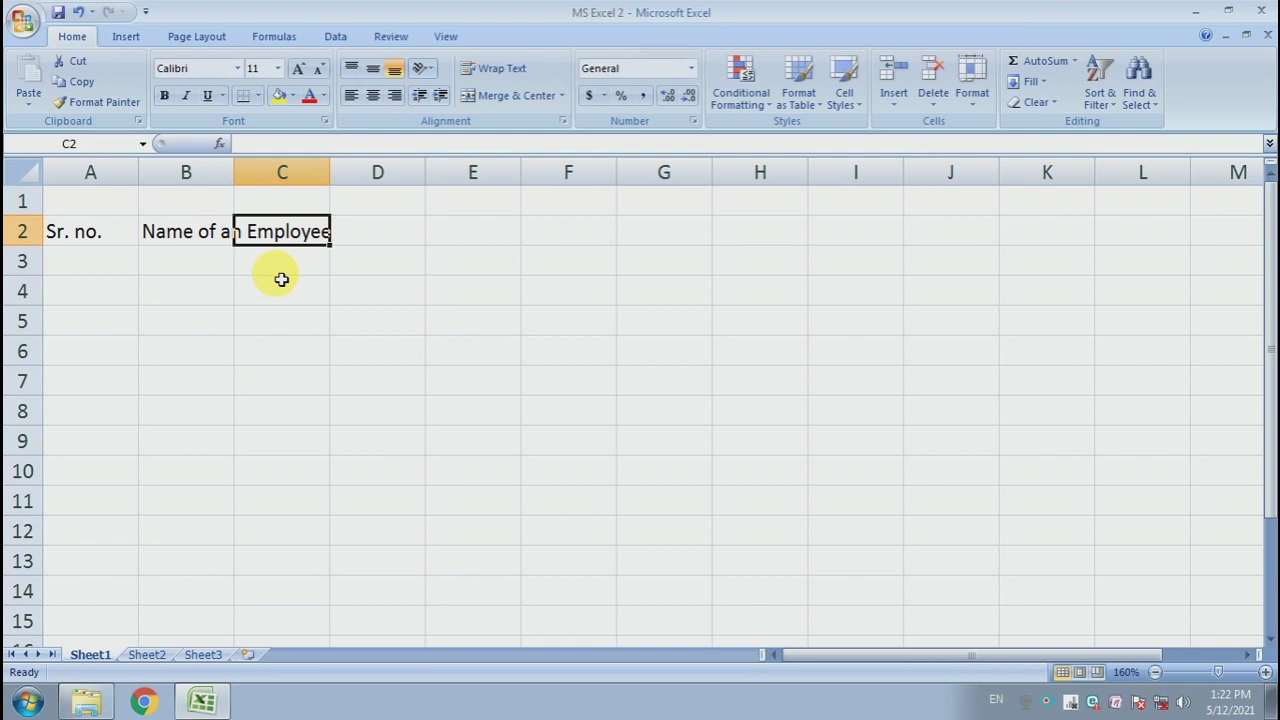 MS Excel 2 - Microsoft Excel
Home Insert Page Layout Formulas Data Review View
Paste
Cut
Copy
Format Painter
Clipboard
Calibri 11
B I U
Font
Wrap Text
Merge & Center
Alignment
General
$ % ,
Number
Conditional Formatting
Format as Table
Cell Styles
Styles
Insert
Delete
Format
Cells
AutoSum
Fill
Clear
Sort & Filter
Find & Select
Editing
C2
fx
A B C D E F G H I J K L M
1
2 Sr. no. Name of an Employee
3
4
5
6
7
8
9
10
11
12
13
14
15
Sheet1 Sheet2 Sheet3
Ready 160%
EN 1:22 PM
5/12/2021